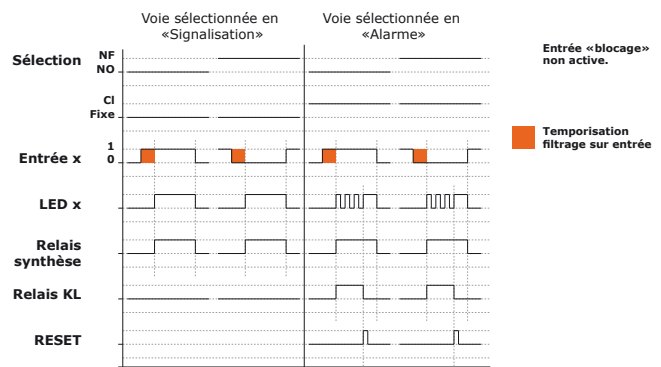 Voie sélectionnée en
«Signalisation»
Voie sélectionnée en
«Alarme»
Sélection
NF
NO
Cl
Fixe
Entrée x
1
0
LED x
Relais
synthèse
Relais KL
RESET
Entrée «blocage»
non active.
Temporisation
filtrage sur entrée